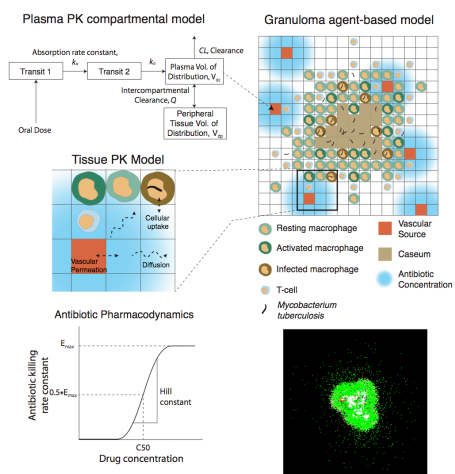 Plasma PK compartmental model
Absorption rate constant,
kₐ
kₐ
CL, Clearance
Transit 1
Transit 2
Plasma Vol. of
Distribution, Vdc
Intercompartmental
Clearance, Q
Peripheral
Tissue Vol. of
Distribution, Vdp
Oral Dose
Granuloma agent-based model
Tissue PK Model
Cellular
uptake
Vascular
Permeation
Diffusion
Resting macrophage
Activated macrophage
Infected macrophage
T-cell
Mycobacterium
tuberculosis
Vascular
Source
Caseum
Antibiotic
Concentration
Antibiotic Pharmacodynamics
Antibiotic killing
rate constant
Emax
0.5*Emax
Hill
constant
C50
Drug concentration